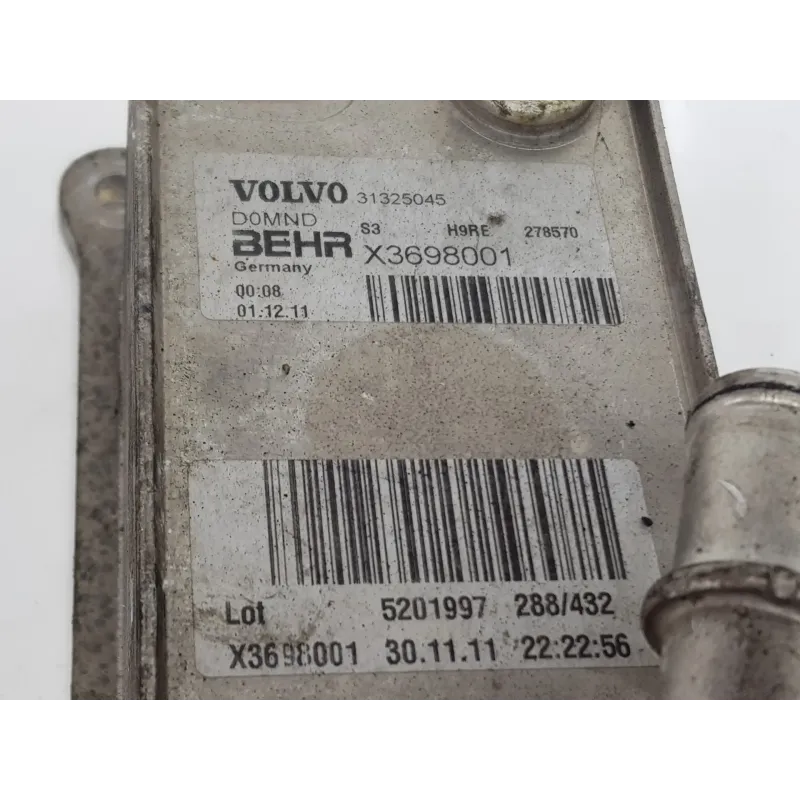 VOLVO 31325045
D0MND S3 H9RE 278570
BEHR X3698001
Germany
00:08
01.12.11
Lot 5201997 288/432
X3698001 30.11.11 22:22:56